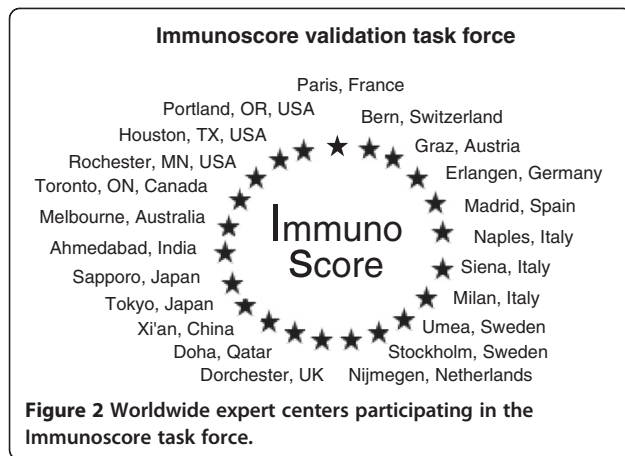 Immunoscore validation task force
Paris, France
Portland, OR, USA
Bern, Switzerland
Houston, TX, USA
Graz, Austria
Rochester, MN, USA
Erlangen, Germany
Toronto, ON, Canada
Madrid, Spain
Melbourne, Australia
Naples, Italy
Immuno
Ahmedabad, India
Score
Siena, Italy
Sapporo, Japan
Milan, Italy
Tokyo, Japan
Umea, Sweden
Xi'an, China
Stockholm, Sweden
Doha, Qatar
Dorchester, UK
Nijmegen, Netherlands
Figure 2 Worldwide expert centers participating in the
Immunoscore task force.